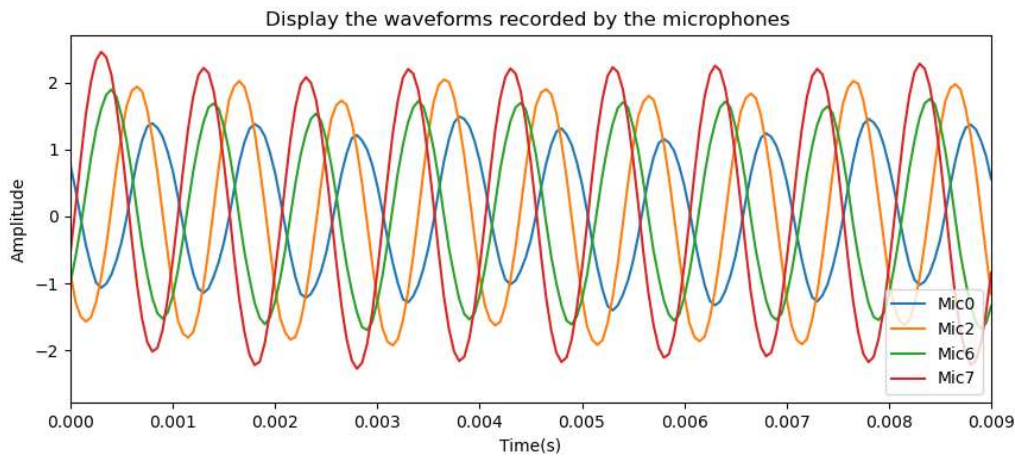 Display the waveforms recorded by the microphones
Amplitude
2
1
0
−1
−2
Mic0
Mic2
Mic6
Mic7
0.000 0.001 0.002 0.003 0.004 0.005 0.006 0.007 0.008 0.009
Time(s)